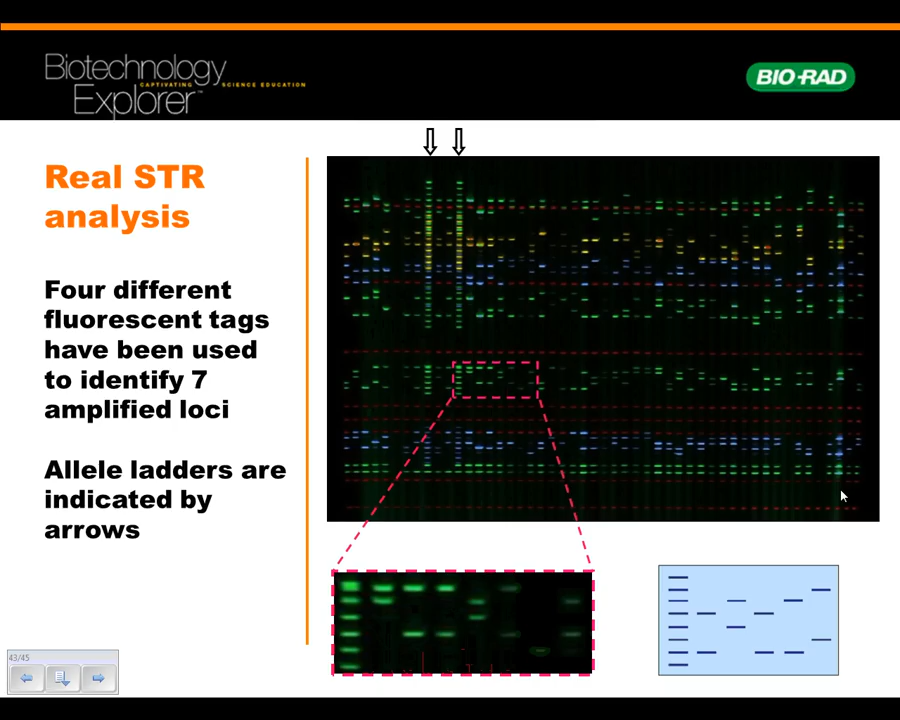 Biotechnology
CAPTIVATING SCIENCE EDUCATION
Explorer™
BIO-RAD
Real STR
analysis
Four different
fluorescent tags
have been used
to identify 7
amplified loci
Allele ladders are
indicated by
arrows
43/45